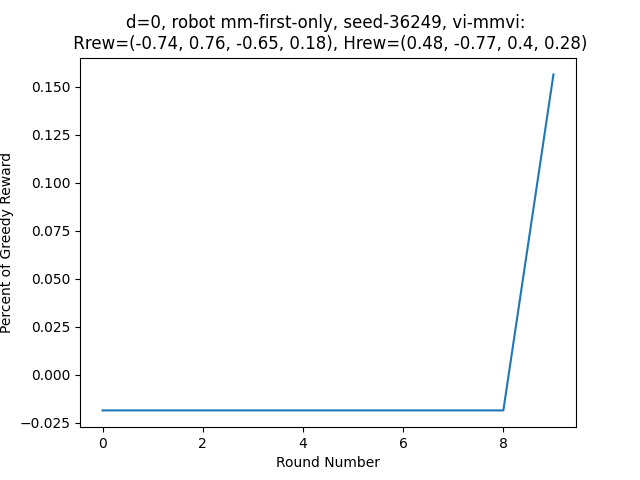 d=0, robot mm-first-only, seed-36249, vi-mmvi:
Rrew=(-0.74, 0.76, -0.65, 0.18), Hrew=(0.48, -0.77, 0.4, 0.28)
Percent of Greedy Reward
0.150
0.125
0.100
0.075
0.050
0.025
0.000
−0.025
0 2 4 6 8
Round Number